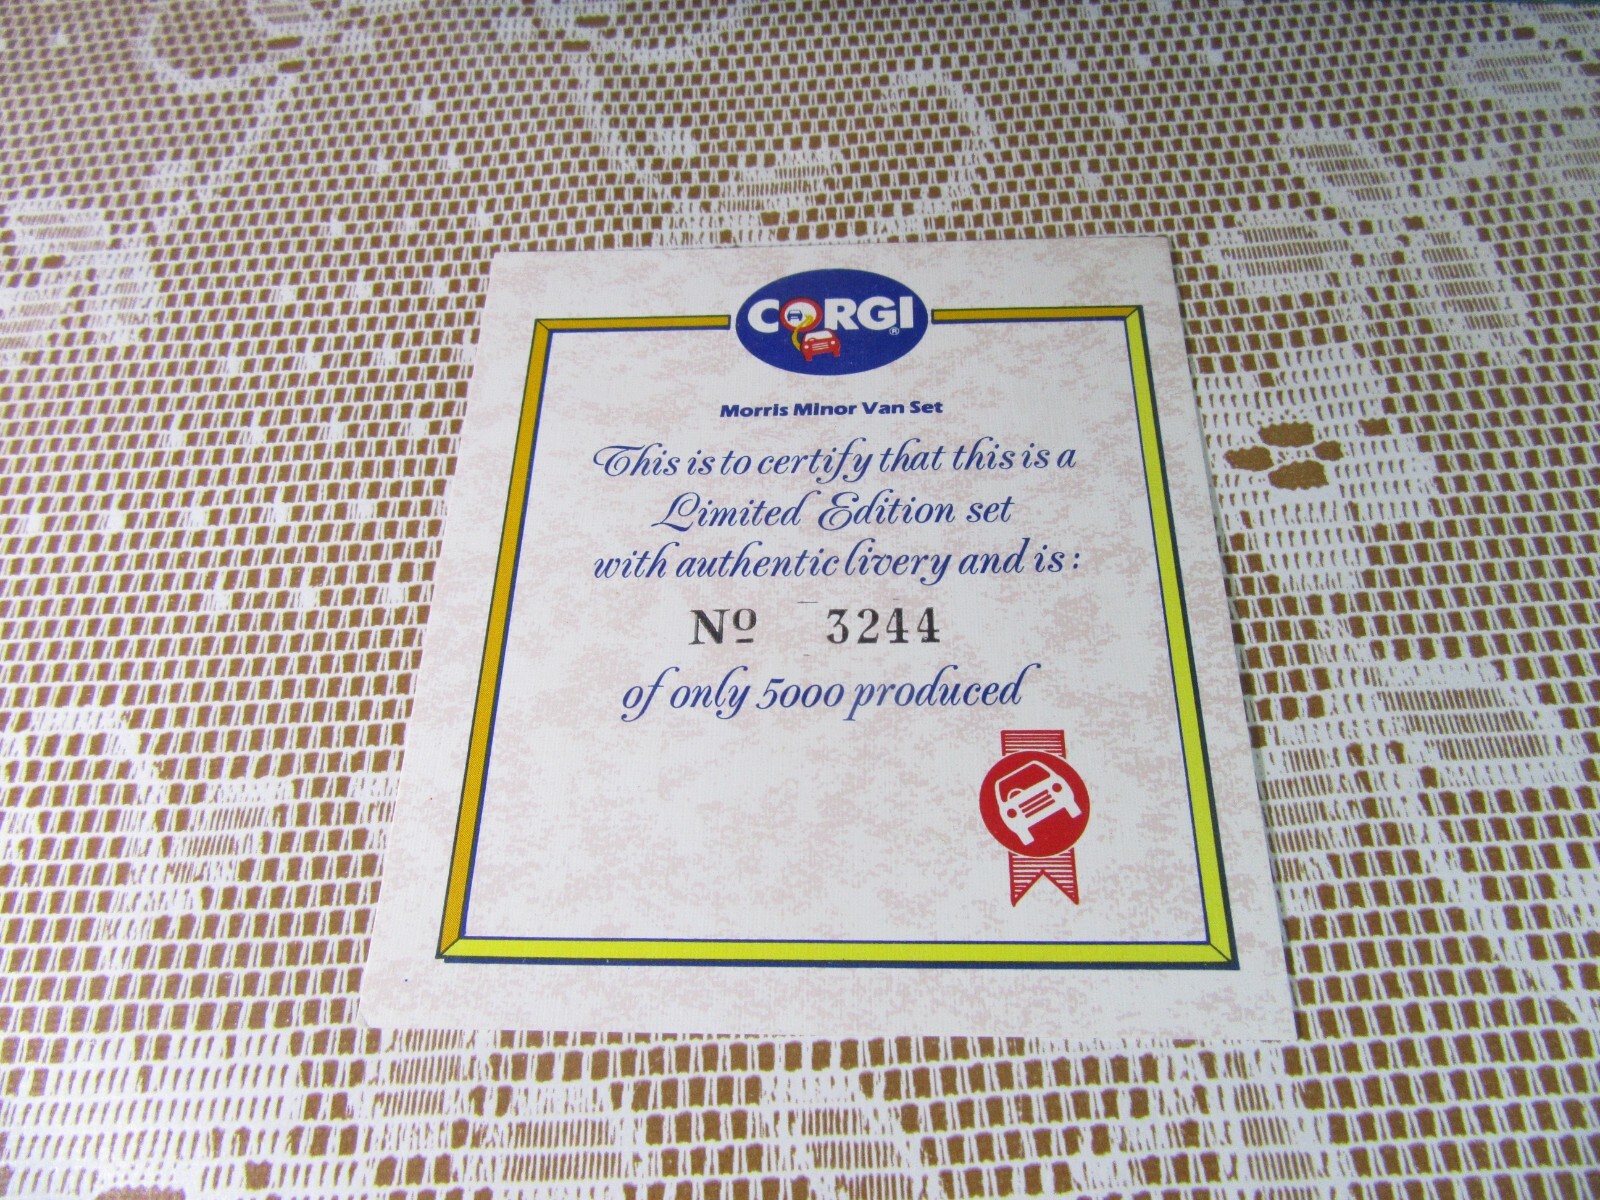 CORGI®
Morris Minor Van Set
This is to certify that this is a
Limited Edition set
with authentic livery and is:
Nº 3244
of only 5000 produced